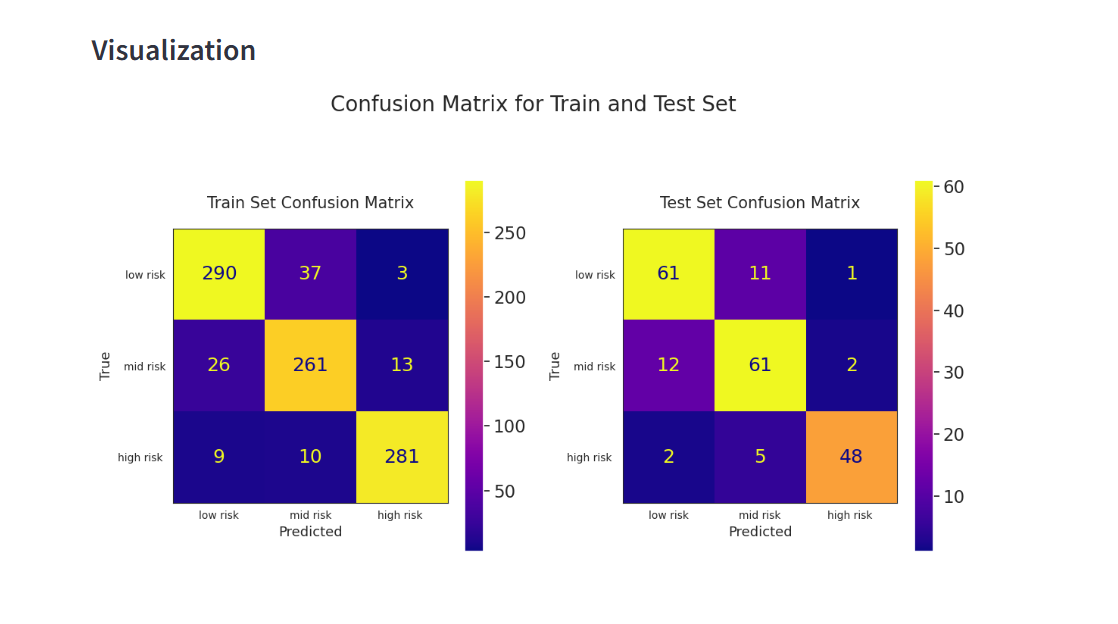 Visualization
Confusion Matrix for Train and Test Set
Train Set Confusion Matrix
True
low risk 290 37 3
mid risk 26 261 13
high risk 9 10 281
low risk mid risk high risk
Predicted
250
200
150
100
50
Test Set Confusion Matrix
True
low risk 61 11 1
mid risk 12 61 2
high risk 2 5 48
low risk mid risk high risk
Predicted
60
50
40
30
20
10